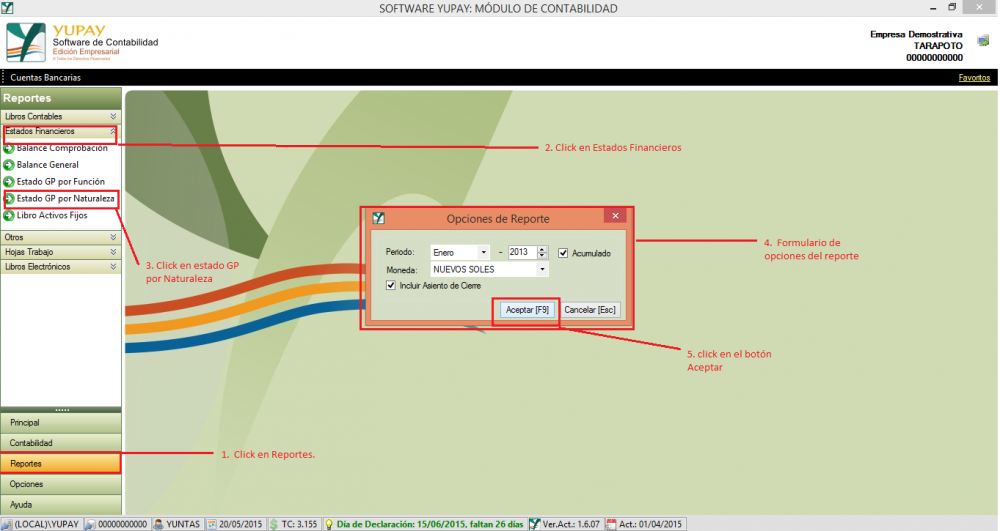 SOFTWARE YUPAY: MÓDULO DE CONTABILIDAD
YUPAY
Software de Contabilidad
Edición Empresarial
Empresa Demostrativa
TARAPOTO
00000000000
Cuentas Bancarias
Favoritos
Reportes
Libros Contables
Estados Financieros
Balance Comprobación
Balance General
Estado GP por Función
Estado GP por Naturaleza
Libro Activos Fijos
Otros
Hojas Trabajo
Libros Electrónicos
2. Click en Estados Financieros
3. Click en estado GP
por Naturaleza
Opciones de Reporte
Periodo: Enero - 2013 Acumulado
Moneda: NUEVOS SOLES
Incluir Asiento de Cierre
Aceptar [F9] Cancelar [Esc]
4. Formulario de
opciones del reporte
5. click en el botón
Aceptar
Principal
Contabilidad
Reportes
1. Click en Reportes.
Opciones
Ayuda
(LOCAL)\YUPAY 00000000000 YUNTAS 20/05/2015 TC: 3.155 Día de Declaración: 15/06/2015, faltan 26 días Ver.Act.: 1.6.07 Act.: 01/04/2015